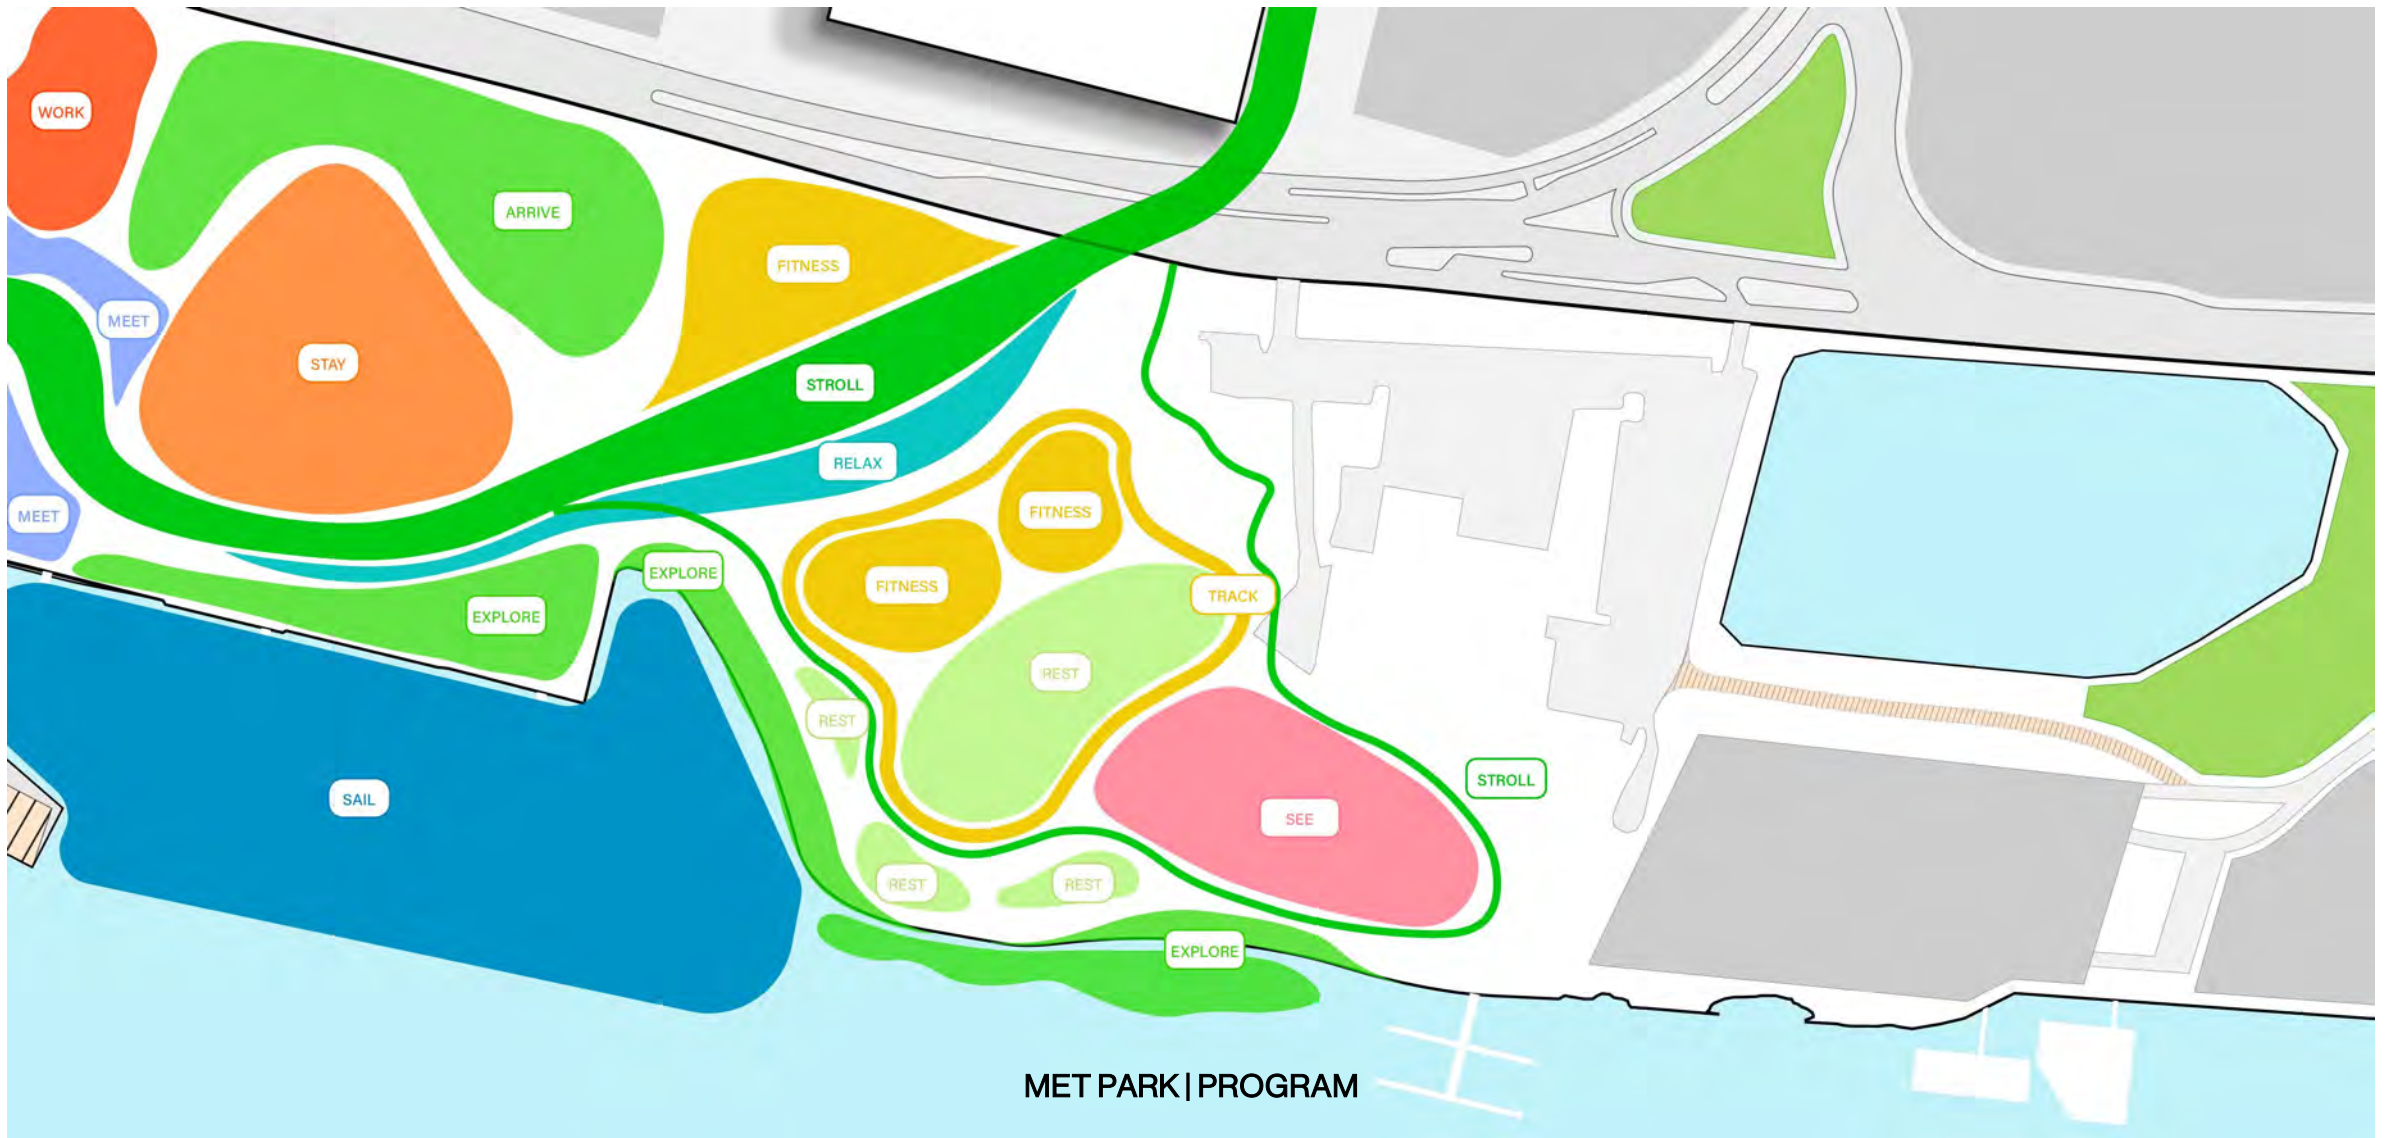 WORK
ARRIVE
FITNESS
MEET
STAY
STROLL
RELAX
MEET
FITNESS
EXPLORE
FITNESS
TRACK
EXPLORE
REST
REST
SAIL
STROLL
SEE
REST
REST
EXPLORE
MET PARK | PROGRAM